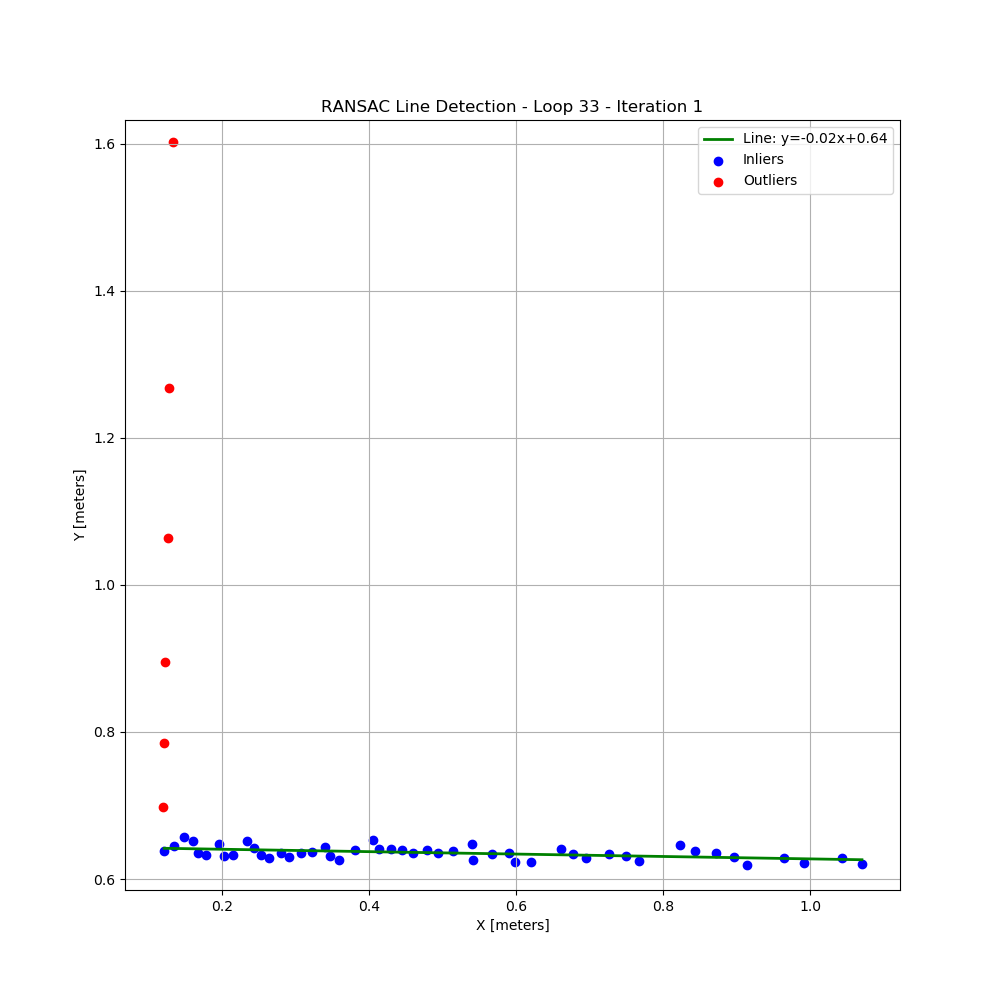 RANSAC Line Detection - Loop 33 - Iteration 1
Line: y=-0.02x+0.64
Inliers
Outliers
1.6
1.4
1.2
1.0
0.8
0.6
Y [meters]
0.2 0.4 0.6 0.8 1.0
X [meters]